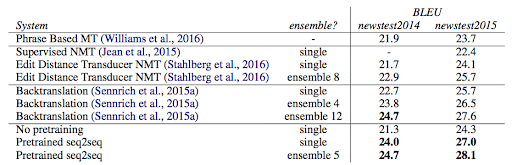 BLEU
System ensemble? newstest2014 newstest2015
Phrase Based MT (Williams et al., 2016) - 21.9 23.7
Supervised NMT (Jean et al., 2015) single - 22.4
Edit Distance Transducer NMT (Stahlberg et al., 2016) single 21.7 24.1
Edit Distance Transducer NMT (Stahlberg et al., 2016) ensemble 8 22.9 25.7
Backtranslation (Sennrich et al., 2015a) single 22.7 25.7
Backtranslation (Sennrich et al., 2015a) ensemble 4 23.8 26.5
Backtranslation (Sennrich et al., 2015a) ensemble 12 24.7 27.6
No pretraining single 21.3 24.3
Pretrained seq2seq single 24.0 27.0
Pretrained seq2seq ensemble 5 24.7 28.1